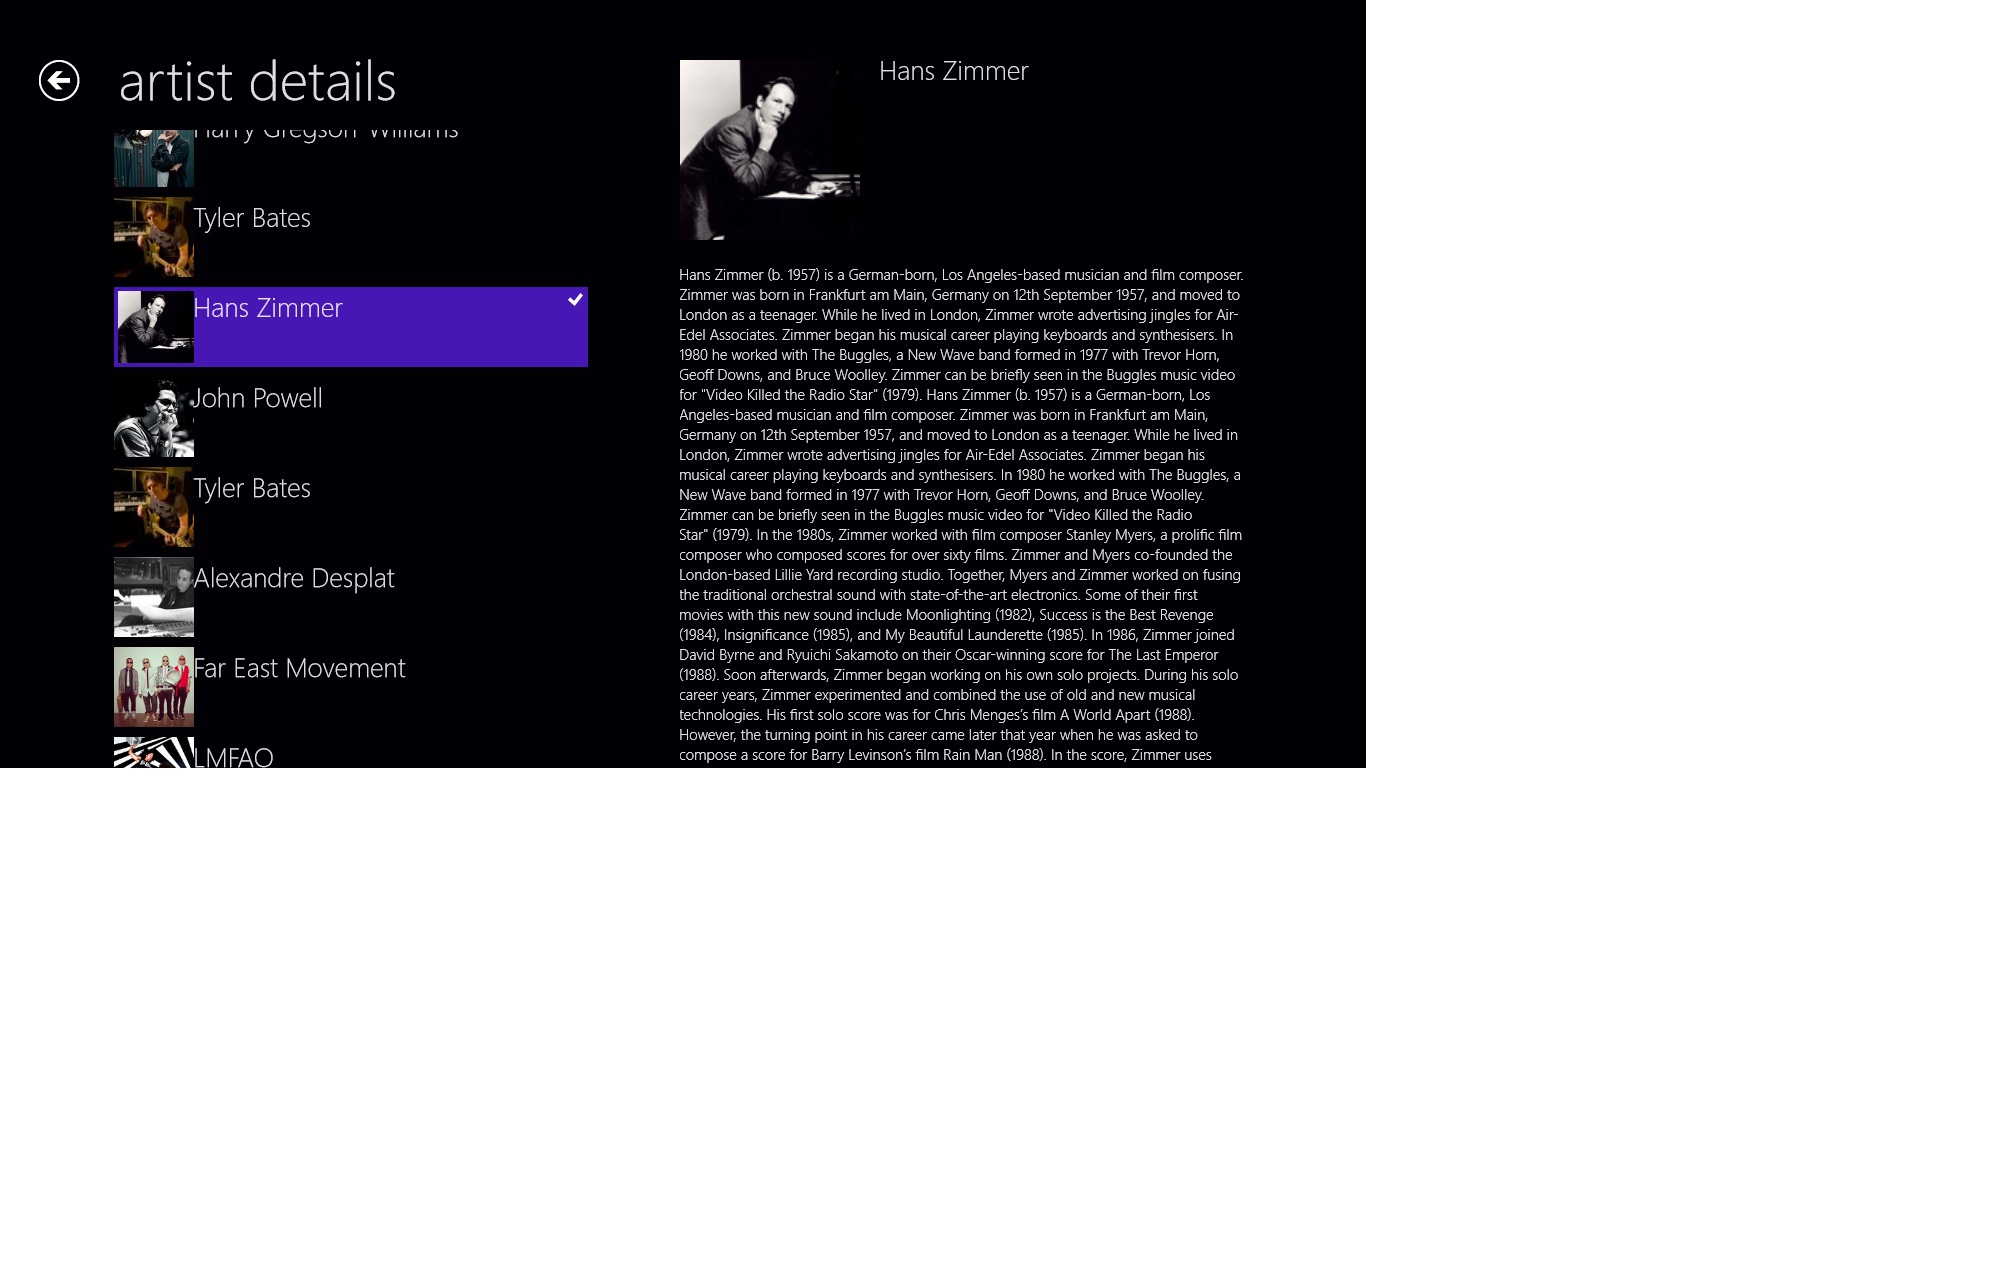 artist details
Harry Gregson-Williams
Tyler Bates
Hans Zimmer
John Powell
Tyler Bates
Alexandre Desplat
Far East Movement
LMFAO
Hans Zimmer
Hans Zimmer (b. 1957) is a German-born, Los Angeles-based musician and film composer.
Zimmer was born in Frankfurt am Main, Germany on 12th September 1957, and moved to
London as a teenager. While he lived in London, Zimmer wrote advertising jingles for Air-
Edel Associates. Zimmer began his musical career playing keyboards and synthesisers. In
1980 he worked with The Buggles, a New Wave band formed in 1977 with Trevor Horn,
Geoff Downs, and Bruce Woolley. Zimmer can be briefly seen in the Buggles music video
for "Video Killed the Radio Star" (1979). Hans Zimmer (b. 1957) is a German-born, Los
Angeles-based musician and film composer. Zimmer was born in Frankfurt am Main,
Germany on 12th September 1957, and moved to London as a teenager. While he lived in
London, Zimmer wrote advertising jingles for Air-Edel Associates. Zimmer began his
musical career playing keyboards and synthesisers. In 1980 he worked with The Buggles, a
New Wave band formed in 1977 with Trevor Horn, Geoff Downs, and Bruce Woolley.
Zimmer can be briefly seen in the Buggles music video for "Video Killed the Radio
Star" (1979). In the 1980s, Zimmer worked with film composer Stanley Myers, a prolific film
composer who composed scores for over sixty films. Zimmer and Myers co-founded the
London-based Lillie Yard recording studio. Together, Myers and Zimmer worked on fusing
the traditional orchestral sound with state-of-the-art electronics. Some of their first
movies with this new sound include Moonlighting (1982), Success is the Best Revenge
(1984), Insignificance (1985), and My Beautiful Launderette (1985). In 1986, Zimmer joined
David Byrne and Ryuichi Sakamoto on their Oscar-winning score for The Last Emperor
(1988). Soon afterwards, Zimmer began working on his own solo projects. During his solo
career years, Zimmer experimented and combined the use of old and new musical
technologies. His first solo score was for Chris Menges’s film A World Apart (1988).
However, the turning point in his career came later that year when he was asked to
compose a score for Barry Levinson’s film Rain Man (1988). In the score, Zimmer uses